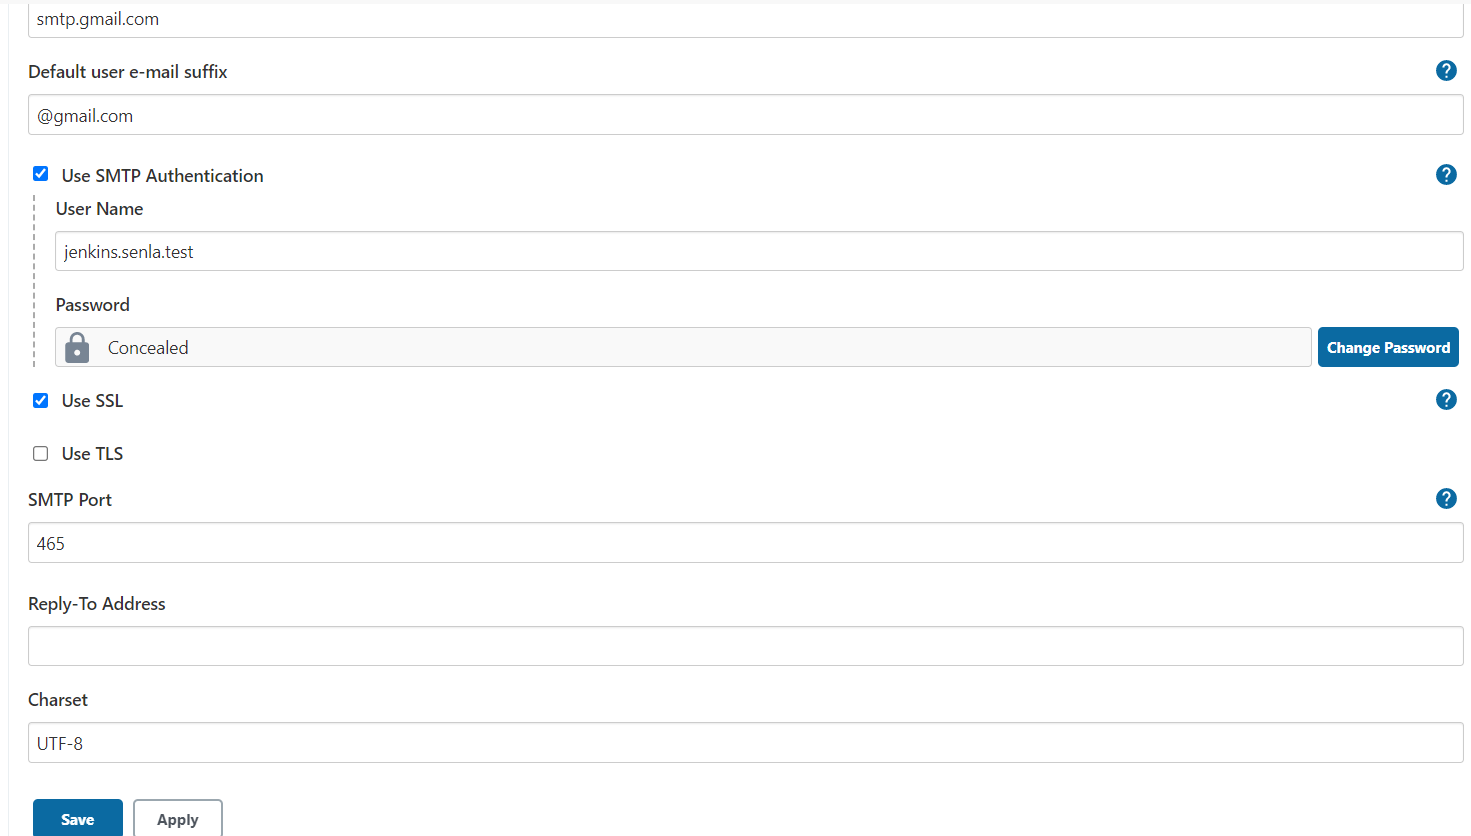 smtp.gmail.com
Default user e-mail suffix
?
@gmail.com
Use SMTP Authentication
?
User Name
jenkins.senla.test
Password
Concealed
Change Password
Use SSL
?
Use TLS
SMTP Port
?
465
Reply-To Address
Charset
UTF-8
Save
Apply